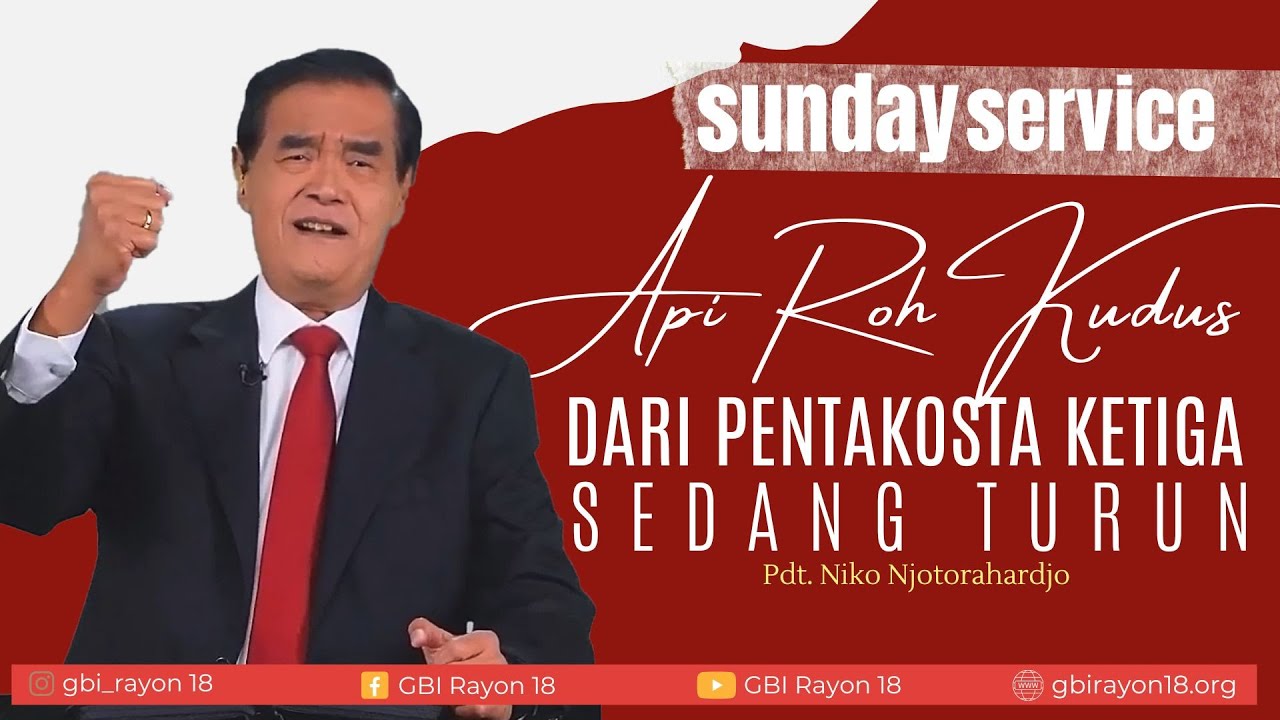 sunday service
Api Roh Kudus
DARI PENTAKOSTA KETIGA
SEDANG TURUN
Pdt. Niko Njotorahardjo
gbi_rayon 18 GBI Rayon 18 GBI Rayon 18 www gbirayon18.org